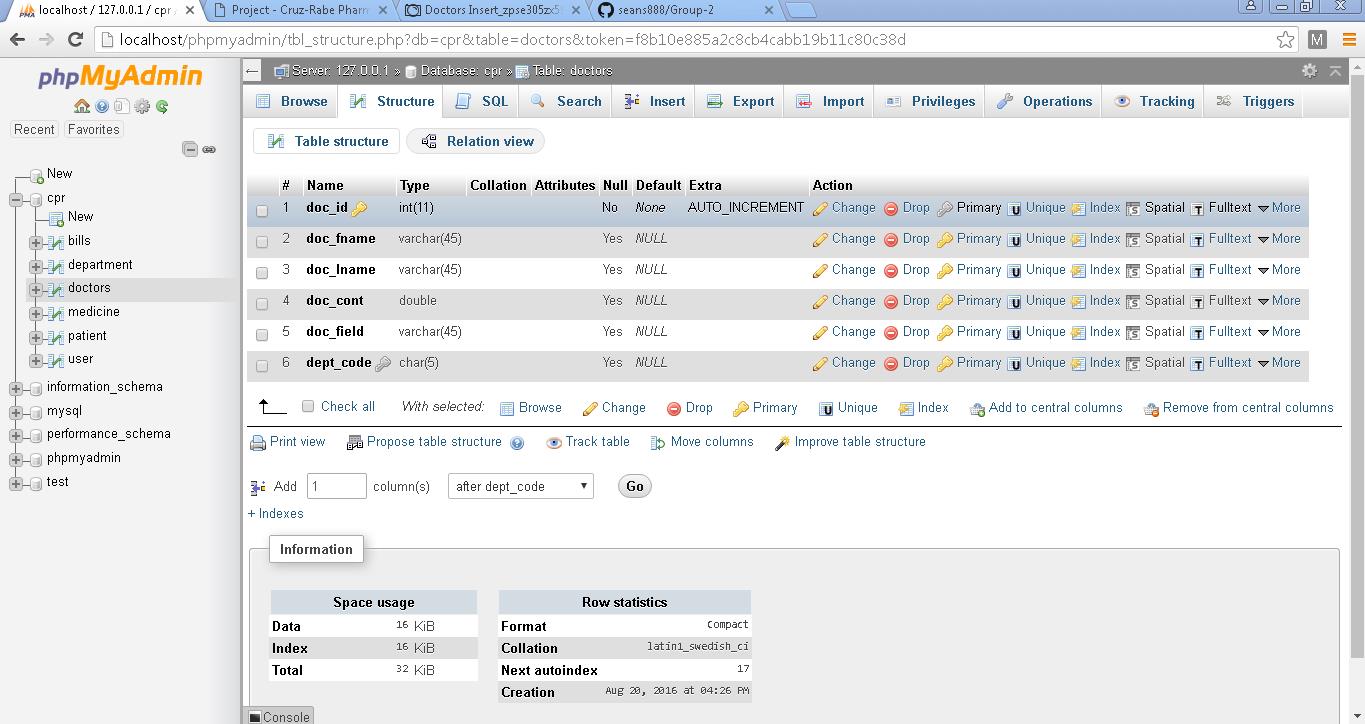 localhost / 127.0.0.1 / cpr
Project - Cruz-Rabe Pharm
Doctors Insert_zpse305zx5
seans888/Group-2
localhost/phpmyadmin/tbl_structure.php?db=cpr&table=doctors&token=f8b10e885a2c8cb4cabb19b11c80c38d
M
phpMyAdmin
Recent Favorites
New
cpr
New
bills
department
doctors
medicine
patient
user
information_schema
mysql
performance_schema
phpmyadmin
test
Server: 127.0.0.1 » Database: cpr » Table: doctors
Browse Structure SQL Search Insert Export Import Privileges Operations Tracking Triggers
Table structure Relation view
# Name Type Collation Attributes Null Default Extra Action
1 doc_id int(11) No None AUTO_INCREMENT Change Drop Primary Unique Index Spatial Fulltext More
2 doc_fname varchar(45) Yes NULL Change Drop Primary Unique Index Spatial Fulltext More
3 doc_lname varchar(45) Yes NULL Change Drop Primary Unique Index Spatial Fulltext More
4 doc_cont double Yes NULL Change Drop Primary Unique Index Spatial Fulltext More
5 doc_field varchar(45) Yes NULL Change Drop Primary Unique Index Spatial Fulltext More
6 dept_code char(5) Yes NULL Change Drop Primary Unique Index Spatial Fulltext More
Check all With selected: Browse Change Drop Primary Unique Index Add to central columns Remove from central columns
Print view Propose table structure Track table Move columns Improve table structure
Add 1 column(s) after dept_code Go
+ Indexes
Information
Space usage
Data 16 KiB
Index 16 KiB
Total 32 KiB
Row statistics
Format Compact
Collation latin1_swedish_ci
Next autoindex 17
Creation Aug 20, 2016 at 04:26 PM
Console